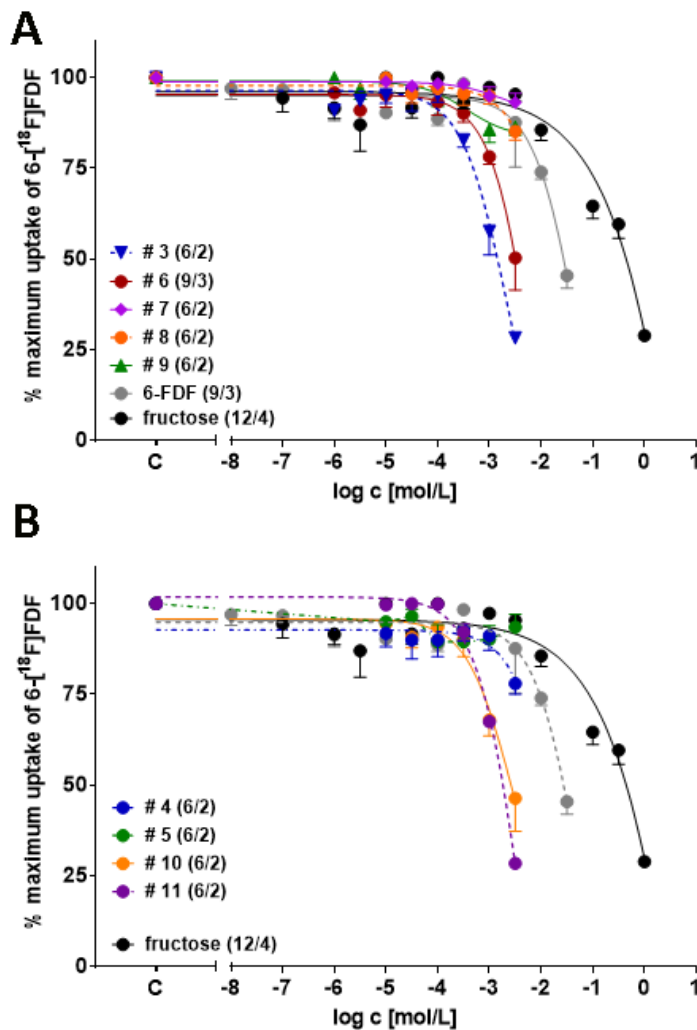 A
% maximum uptake of 6-[¹⁸F]FDF
100
75
50
25
0
# 3 (6/2)
# 6 (9/3)
# 7 (6/2)
# 8 (6/2)
# 9 (6/2)
6-FDF (9/3)
fructose (12/4)
C -8 -7 -6 -5 -4 -3 -2 -1 0 1
log c [mol/L]
B
% maximum uptake of 6-[¹⁸F]FDF
100
75
50
25
0
# 4 (6/2)
# 5 (6/2)
# 10 (6/2)
# 11 (6/2)
fructose (12/4)
C -8 -7 -6 -5 -4 -3 -2 -1 0 1
log c [mol/L]